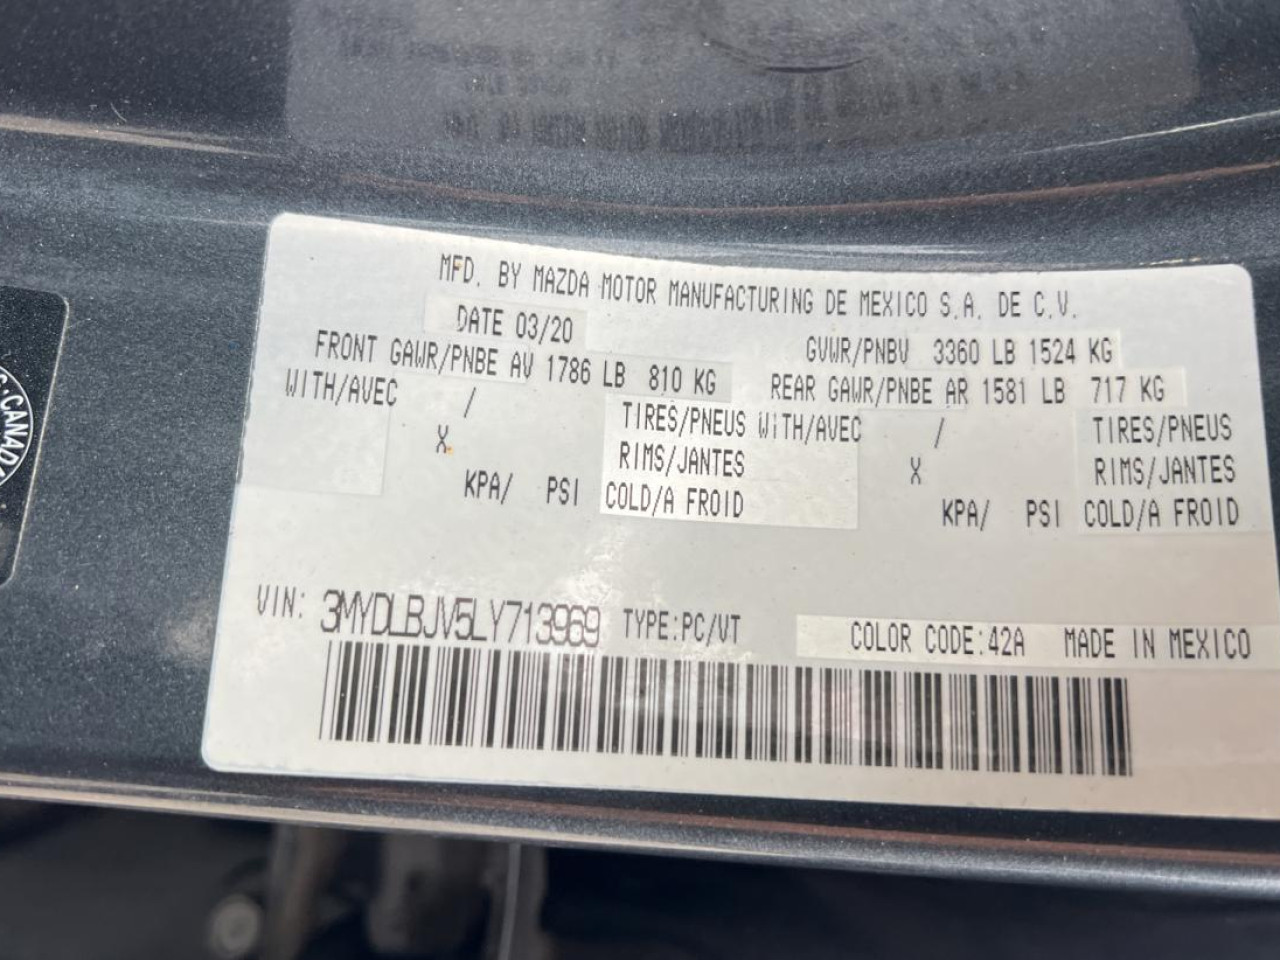 MFD. BY MAZDA MOTOR MANUFACTURING DE MEXICO S.A. DE C.V.
DATE 03/20 GVWR/PNBV 3360 LB 1524 KG
FRONT GAWR/PNBE AV 1786 LB 810 KG REAR GAWR/PNBE AR 1581 LB 717 KG
WITH/AVEC / TIRES/PNEUS WITH/AVEC / TIRES/PNEUS
X RIMS/JANTES X RIMS/JANTES
KPA/ PSI COLD/A FROID KPA/ PSI COLD/A FROID
VIN: 3MYDLBJV5LY713969 TYPE:PC/VT COLOR CODE:42A MADE IN MEXICO
CANADA